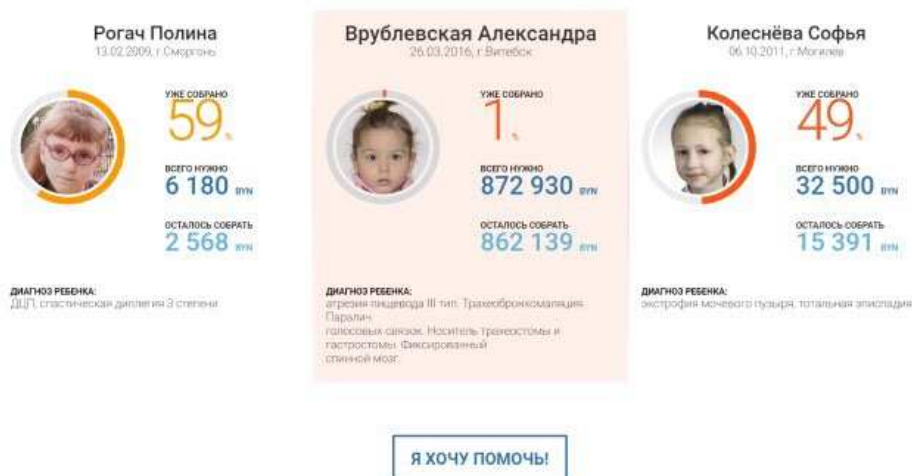 Рогач Полина
13.02.2009, г.Сморгонь
УЖЕ СОБРАНО
59%
ВСЕГО НУЖНО
6 180 BYN
ОСТАЛОСЬ СОБРАТЬ
2 568 BYN
ДИАГНОЗ РЕБЕНКА:
ДЦП, спастическая диплегия 3 степени
Врублевская Александра
26.03.2016, г.Витебск
УЖЕ СОБРАНО
1%
ВСЕГО НУЖНО
872 930 BYN
ОСТАЛОСЬ СОБРАТЬ
862 139 BYN
ДИАГНОЗ РЕБЕНКА:
атрезия пищевода III тип. Трахеобронхомаляция.
Паралич
голосовых связок. Носитель трахеостомы и
гастростомы. Фиксированный
спинной мозг.
Колеснёва Софья
06.10.2011, г.Могилев
УЖЕ СОБРАНО
49%
ВСЕГО НУЖНО
32 500 BYN
ОСТАЛОСЬ СОБРАТЬ
15 391 BYN
ДИАГНОЗ РЕБЕНКА:
экстрофия мочевого пузыря, тотальная эписпадия
Я ХОЧУ ПОМОЧЬ!